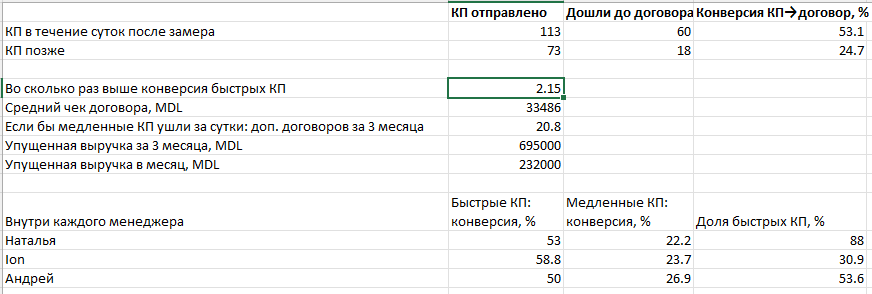 КП отправлено Дошли до договора Конверсия КП→договор, %
КП в течение суток после замера 113 60 53.1
КП позже 73 18 24.7
Во сколько раз выше конверсия быстрых КП 2.15
Средний чек договора, MDL 33486
Если бы медленные КП ушли за сутки: доп. договоров за 3 месяца 20.8
Упущенная выручка за 3 месяца, MDL 695000
Упущенная выручка в месяц, MDL 232000
Быстрые КП: Медленные КП:
Внутри каждого менеджера конверсия, % конверсия, % Доля быстрых КП, %
Наталья 53 22.2 88
Ion 58.8 23.7 30.9
Андрей 50 26.9 53.6